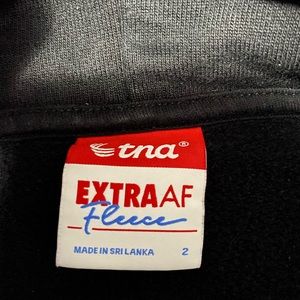 tna®
EXTRA AF
Fleece
MADE IN SRI LANKA 2